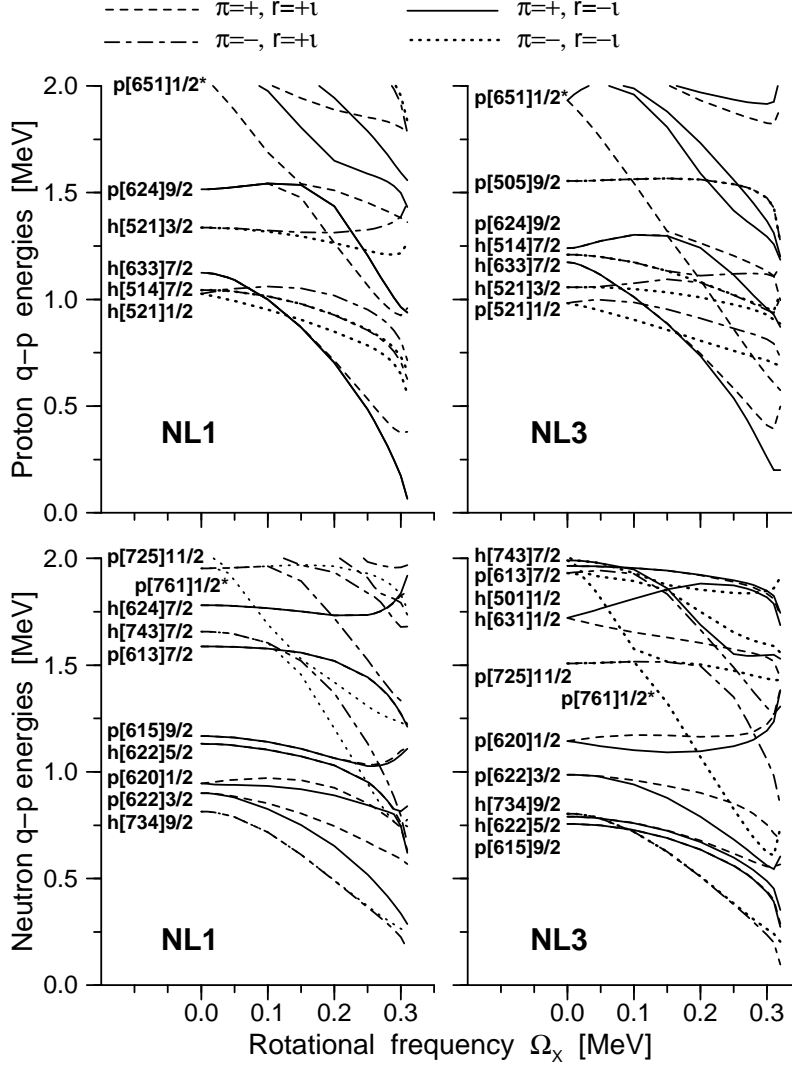 π=+, r=+ι π=+, r=−ι
π=−, r=+ι π=−, r=−ι
Proton q−p energies [MeV]
2.0
1.5
1.0
0.5
0.0
p[651]1/2*
p[624]9/2
h[521]3/2
h[633]7/2
h[514]7/2
h[521]1/2
NL1
p[651]1/2*
p[505]9/2
p[624]9/2
h[514]7/2
h[633]7/2
h[521]3/2
p[521]1/2
NL3
Neutron q−p energies [MeV]
2.0
1.5
1.0
0.5
0.0
p[725]11/2
p[761]1/2*
h[624]7/2
h[743]7/2
p[613]7/2
p[615]9/2
h[622]5/2
p[620]1/2
p[622]3/2
h[734]9/2
NL1
h[743]7/2
p[613]7/2
h[501]1/2
h[631]1/2
p[725]11/2
p[761]1/2*
p[620]1/2
p[622]3/2
h[734]9/2
h[622]5/2
p[615]9/2
NL3
0.0 0.1 0.2 0.3 0.0 0.1 0.2 0.3
Rotational frequency Ωx [MeV]